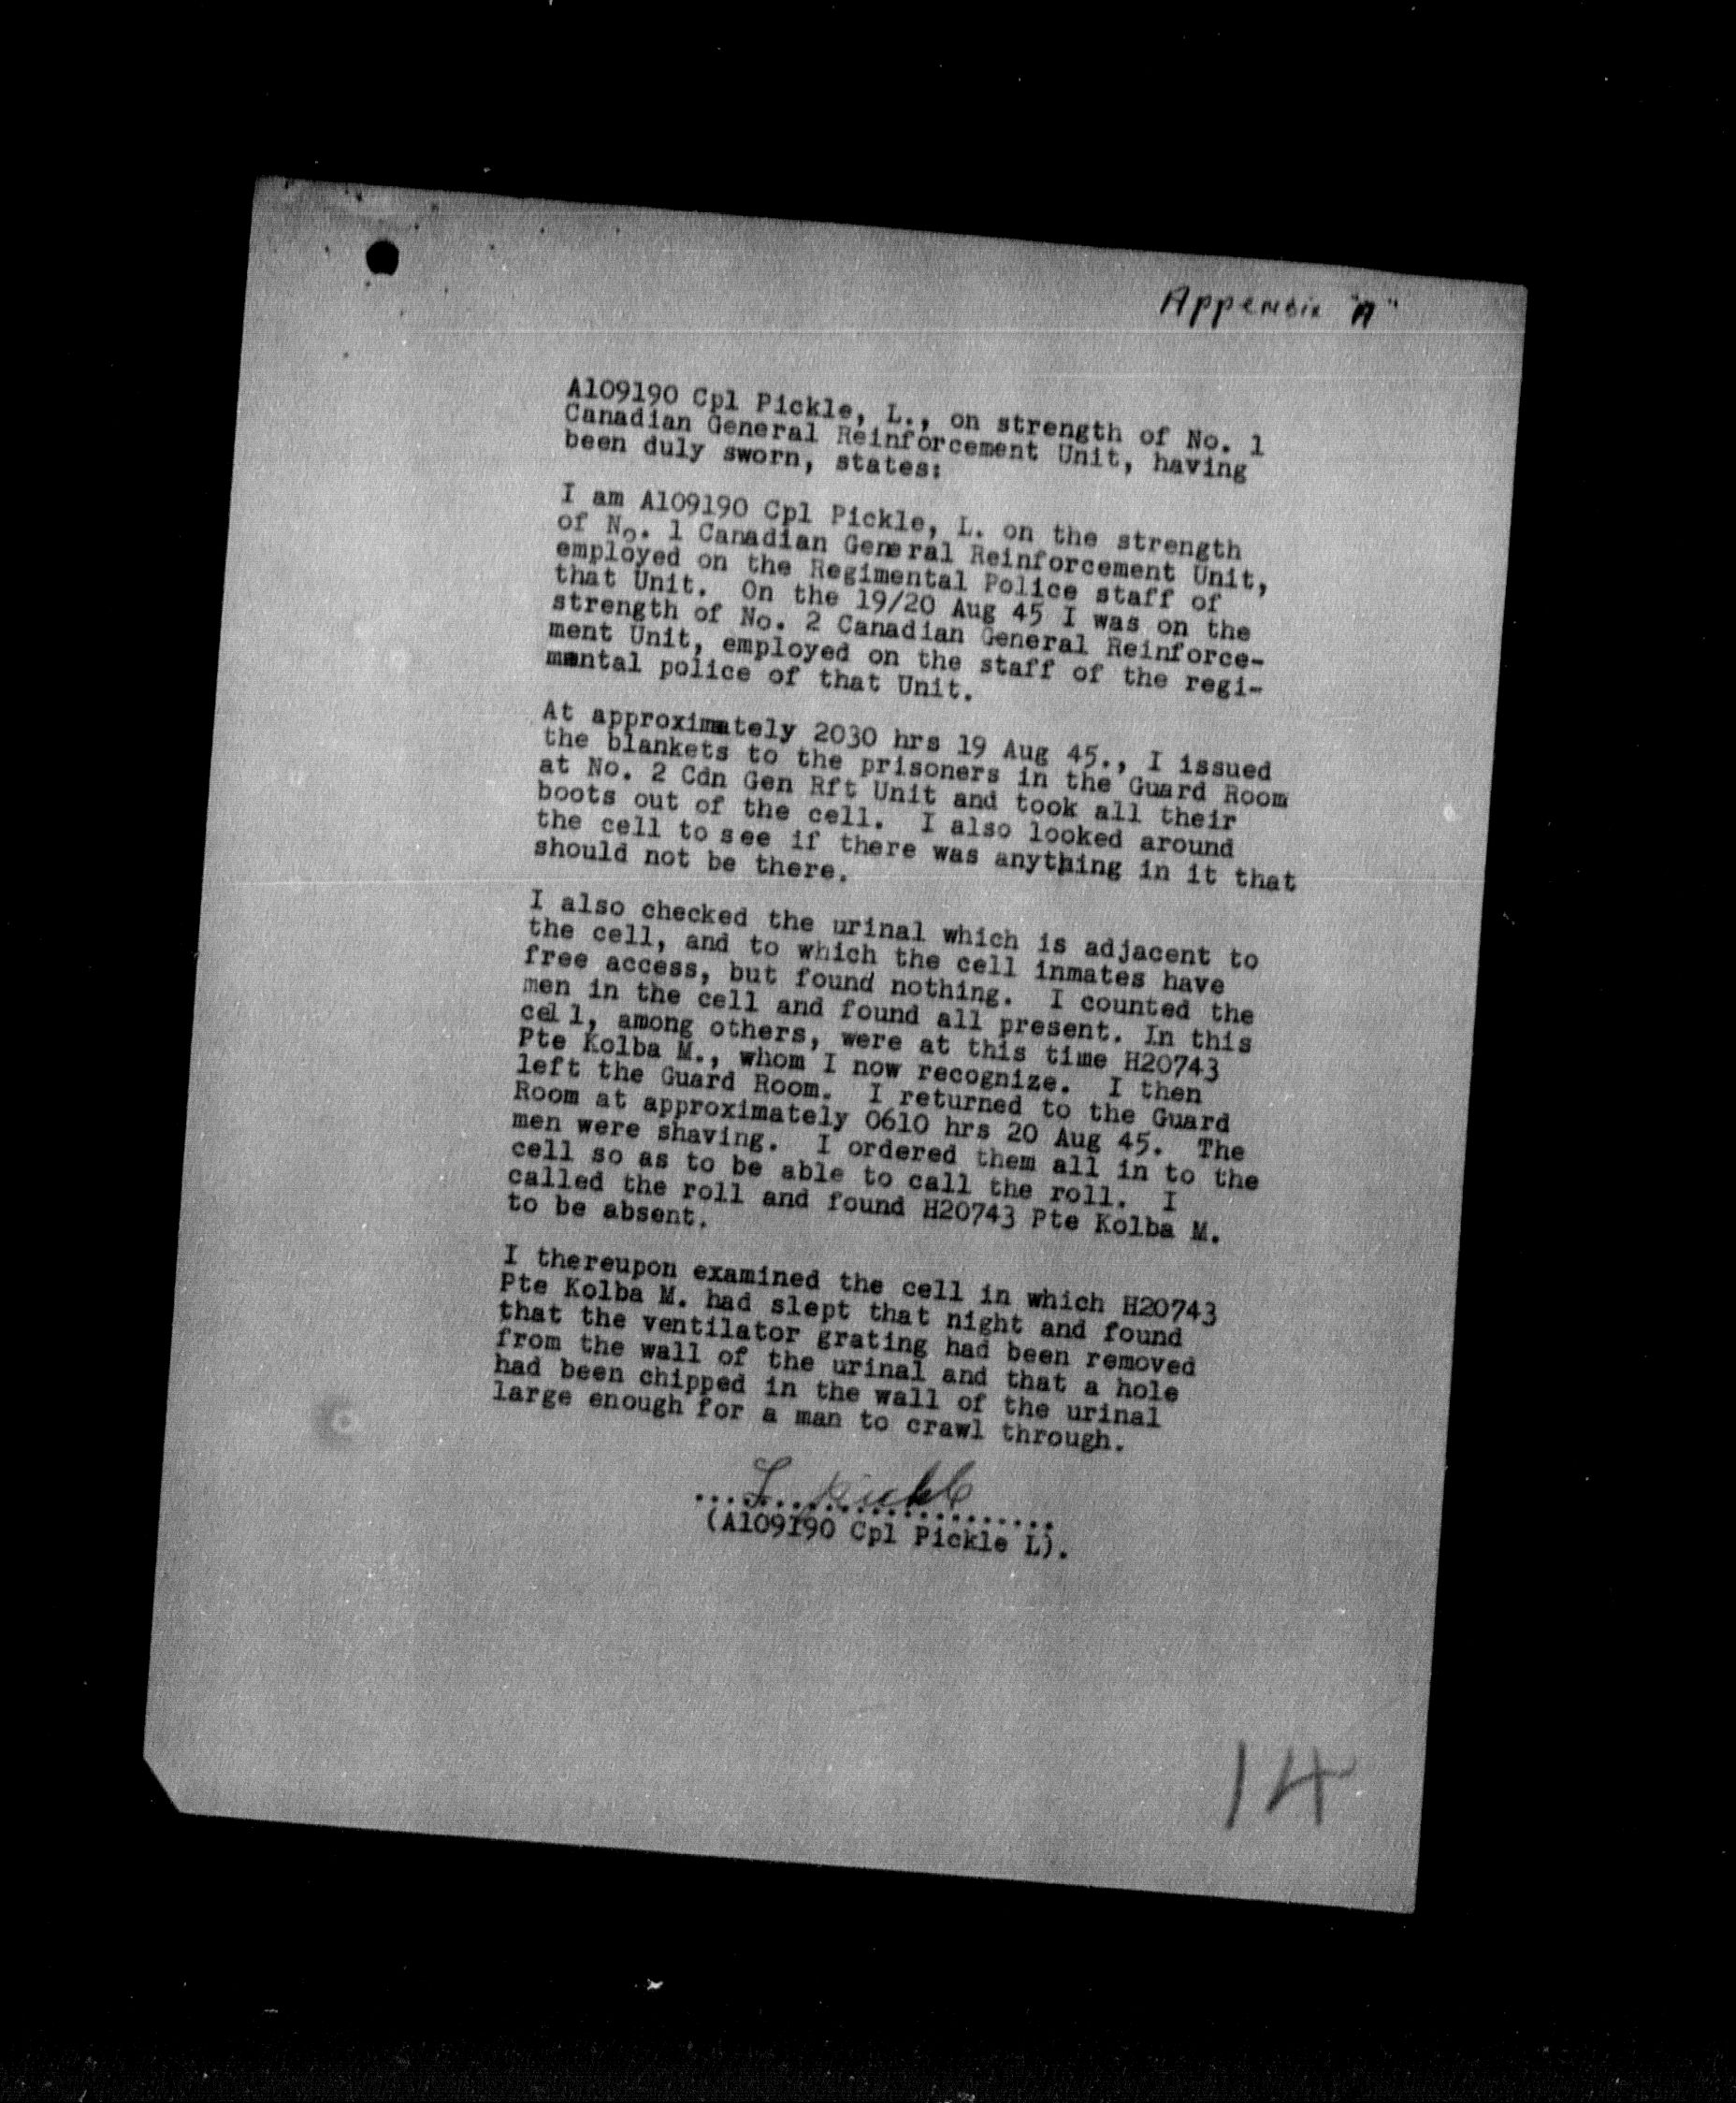 Appendix "A"
A109190 Cpl Pickle, L., on strength of No. 1
Canadian General Reinforcement Unit, having
been duly sworn, states:
I am A109190 Cpl Pickle, L. on the strength
of No. 1 Canadian General Reinforcement Unit,
employed on the Regimental Police staff of
that Unit. On the 19/20 Aug 45 I was on the
strength of No. 2 Canadian General Reinforce-
ment Unit, employed on the staff of the regi-
mental police of that Unit.
At approximately 2030 hrs 19 Aug 45., I issued
the blankets to the prisoners in the Guard Room
at No. 2 Cdn Gen Rft Unit and took all their
boots out of the cell. I also looked around
the cell to see if there was anything in it that
should not be there.
I also checked the urinal which is adjacent to
the cell, and to which the cell inmates have
free access, but found nothing. I counted the
men in the cell and found all present. In this
cell, among others, were at this time H20743
Pte Kolba M., whom I now recognize. I then
left the Guard Room. I returned to the Guard
Room at approximately 0610 hrs 20 Aug 45. The
men were shaving. I ordered them all in to the
cell so as to be able to call the roll. I
called the roll and found H20743 Pte Kolba M.
to be absent.
I thereupon examined the cell in which H20743
Pte Kolba M. had slept that night and found
that the ventilator grating had been removed
from the wall of the urinal and that a hole
had been chipped in the wall of the urinal
large enough for a man to crawl through.
L. Pickle
(A109190 Cpl Pickle L).
14